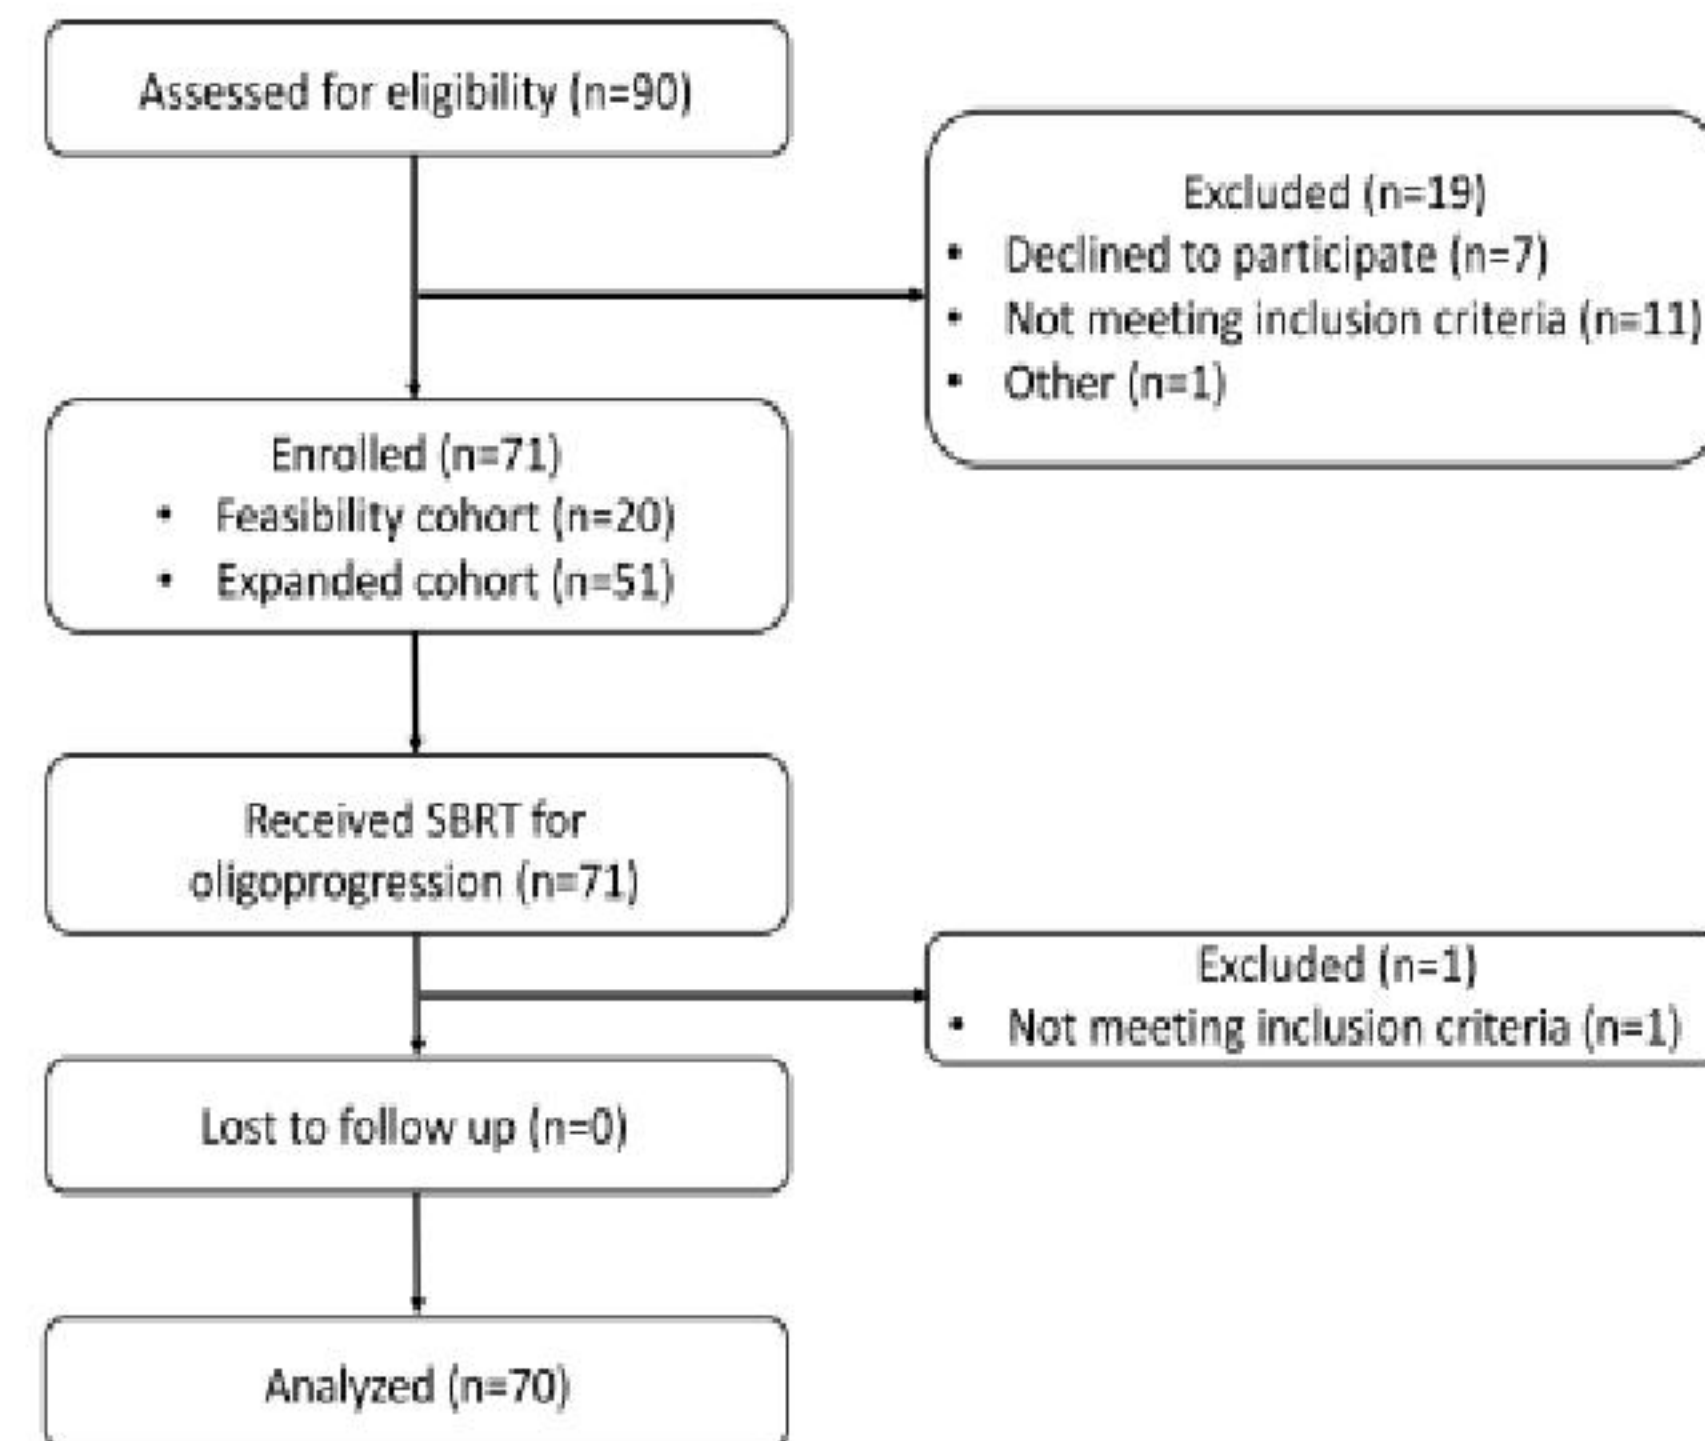 Assessed for eligibility (n=90)
Excluded (n=19)
• Declined to participate (n=7)
• Not meeting inclusion criteria (n=11)
• Other (n=1)
Enrolled (n=71)
• Feasibility cohort (n=20)
• Expanded cohort (n=51)
Received SBRT for
oligoprogression (n=71)
Excluded (n=1)
• Not meeting inclusion criteria (n=1)
Lost to follow up (n=0)
Analyzed (n=70)